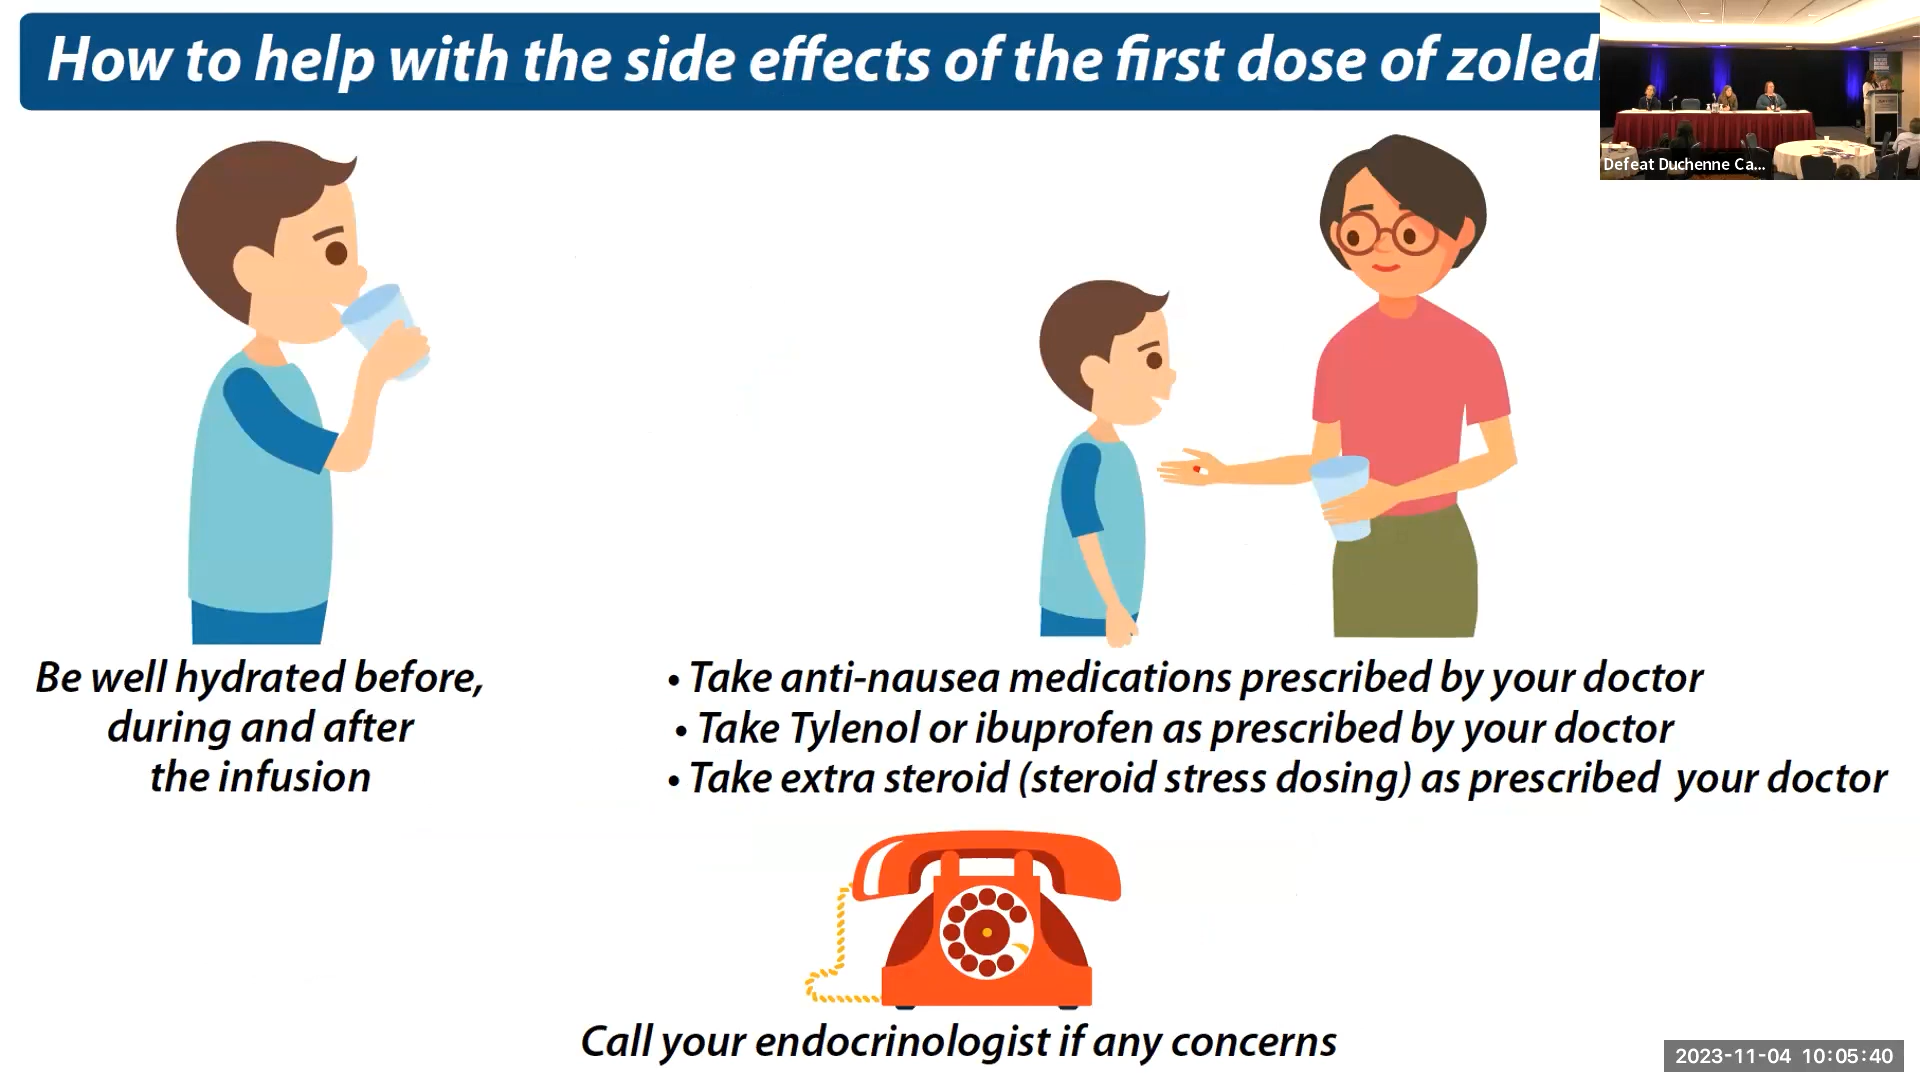 How to help with the side effects of the first dose of zoled
Defeat Duchenne Ca...
Be well hydrated before,
during and after
the infusion
• Take anti-nausea medications prescribed by your doctor
• Take Tylenol or ibuprofen as prescribed by your doctor
• Take extra steroid (steroid stress dosing) as prescribed your doctor
Call your endocrinologist if any concerns
2023-11-04 10:05:40